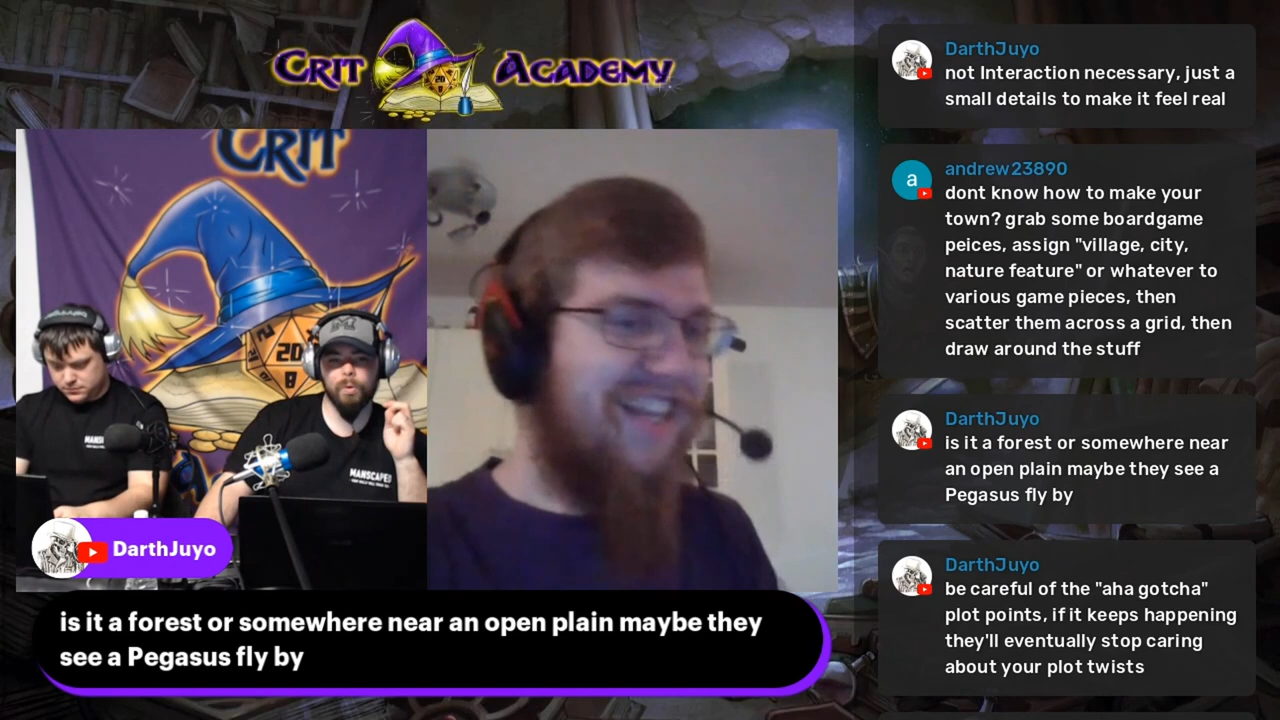 CRIT ACADEMY
CRIT
20
8
MANSCAPED
DarthJuyo
is it a forest or somewhere near an open plain maybe they
see a Pegasus fly by
DarthJuyo
not Interaction necessary, just a
small details to make it feel real
a
andrew23890
dont know how to make your
town? grab some boardgame
peices, assign "village, city,
nature feature" or whatever to
various game pieces, then
scatter them across a grid, then
draw around the stuff
DarthJuyo
is it a forest or somewhere near
an open plain maybe they see a
Pegasus fly by
DarthJuyo
be careful of the "aha gotcha"
plot points, if it keeps happening
they'll eventually stop caring
about your plot twists